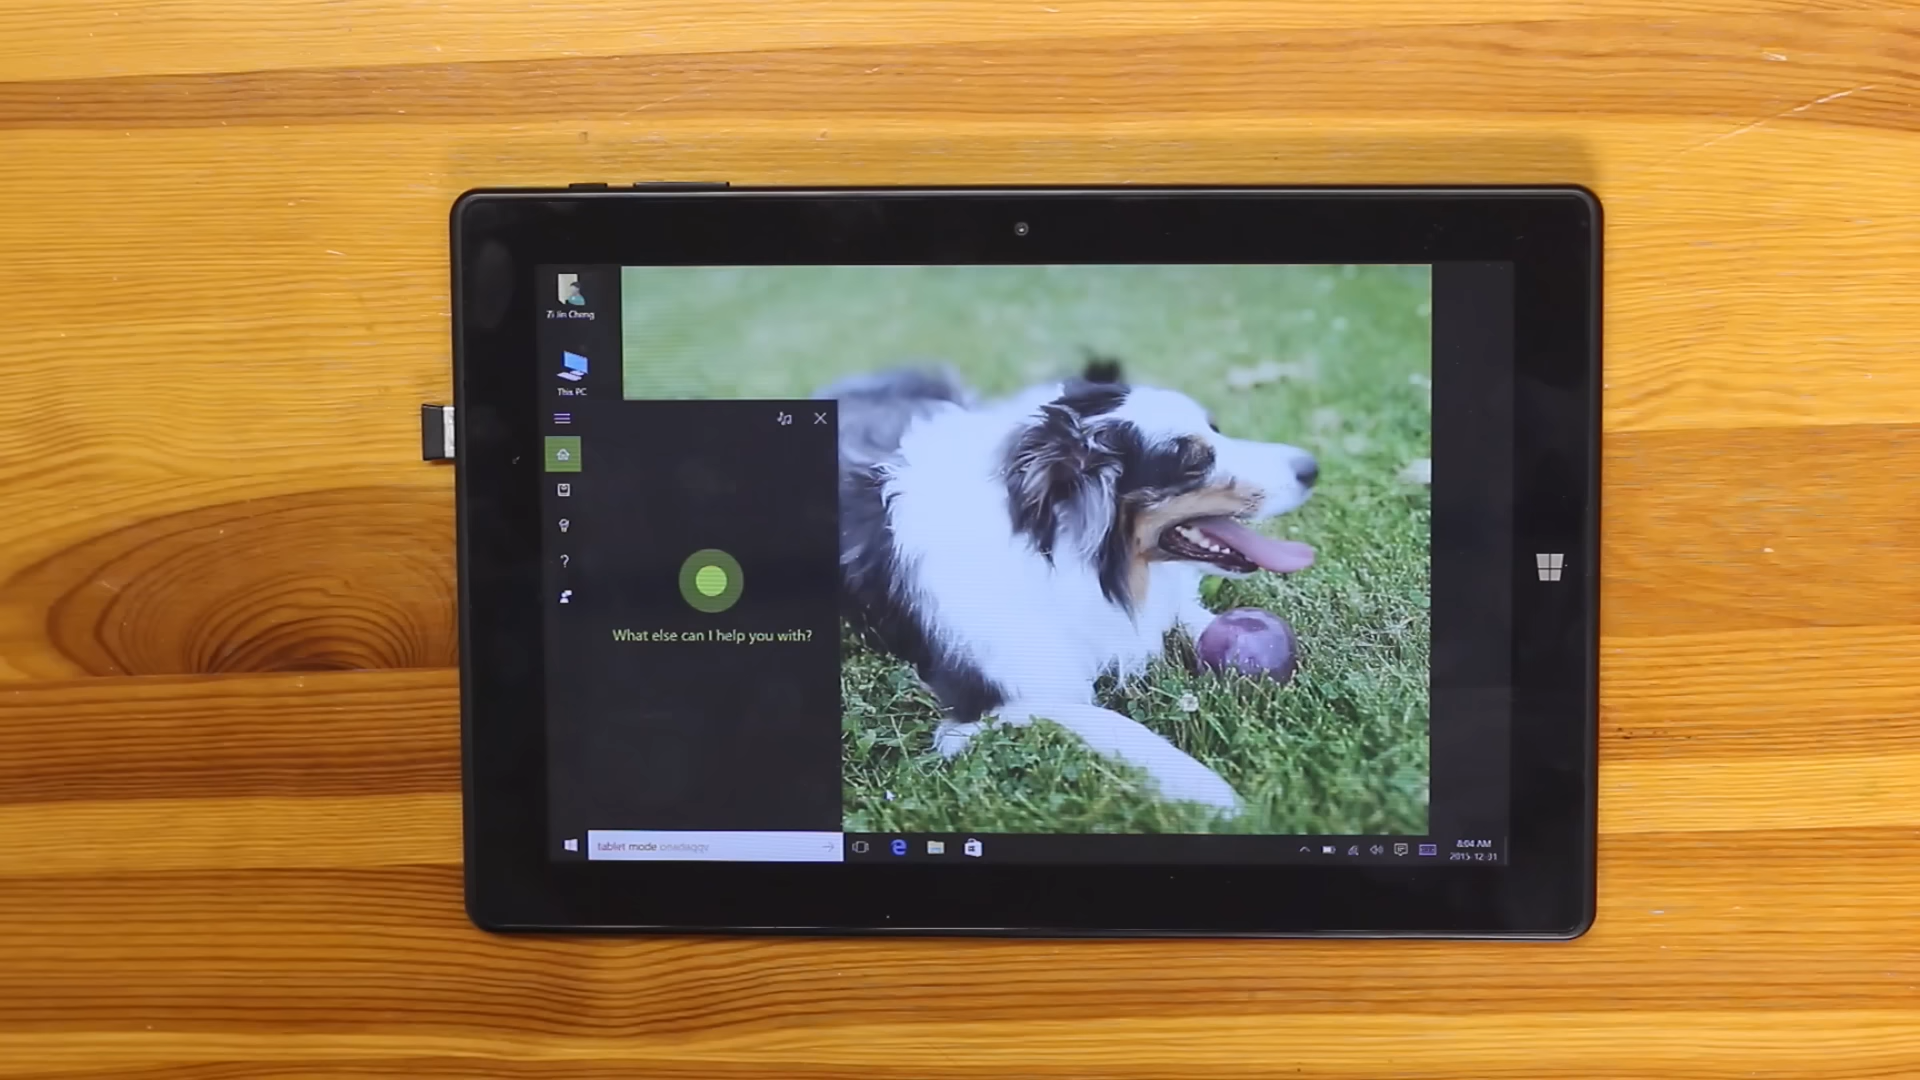 Zi Jin Cheng
This PC
What else can I help you with?
tablet mode
8:04 AM
2015-12-31